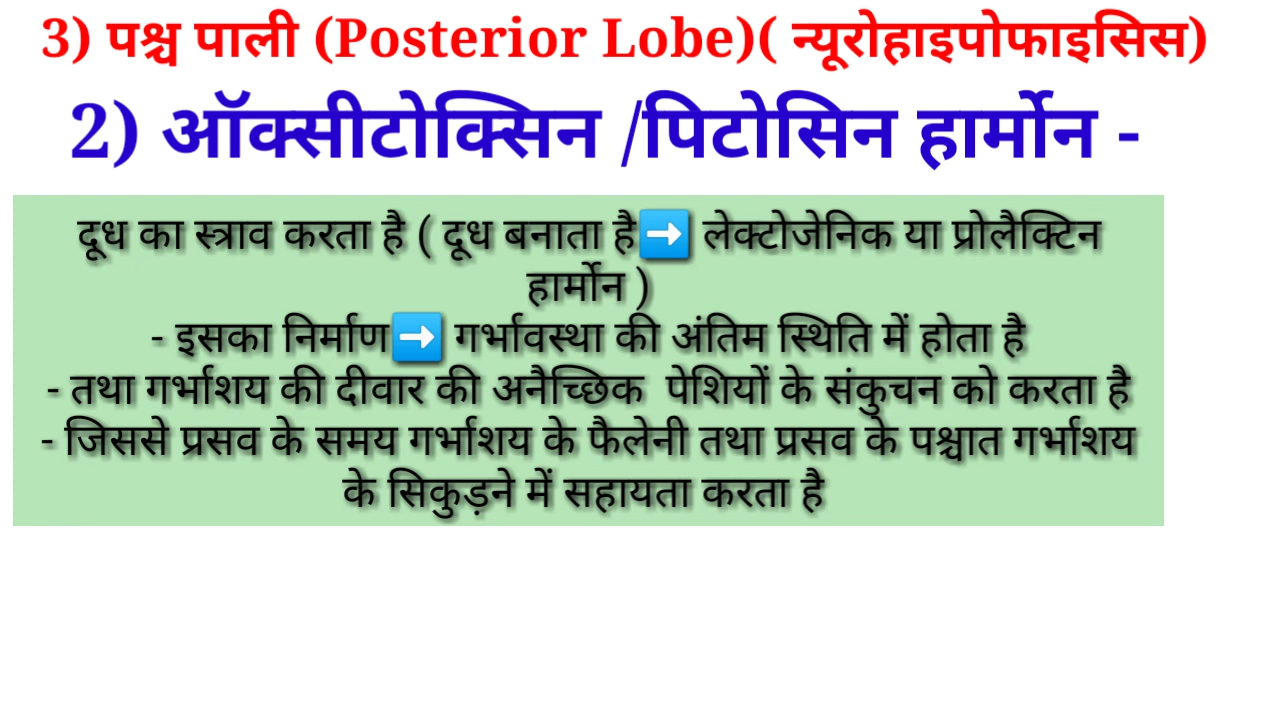 3) पश्च पाली (Posterior Lobe)( न्यूरोहाइपोफाइसिस)
2) ऑक्सीटोक्सिन /पिटोसिन हार्मोन -
दूध का स्त्राव करता है ( दूध बनाता है➡️ लेक्टोजेनिक या प्रोलैक्टिन
हार्मोन )
- इसका निर्माण➡️ गर्भावस्था की अंतिम स्थिति में होता है
- तथा गर्भाशय की दीवार की अनैच्छिक पेशियों के संकुचन को करता है
- जिससे प्रसव के समय गर्भाशय के फैलेनी तथा प्रसव के पश्चात गर्भाशय
के सिकुड़ने में सहायता करता है